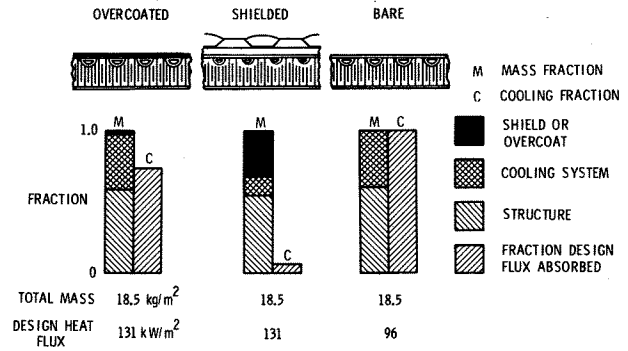 OVERCOATED SHIELDED BARE
M MASS FRACTION
C COOLING FRACTION
M M M C
1.0
C
SHIELD OR
OVERCOAT
COOLING SYSTEM
FRACTION
STRUCTURE
C
FRACTION DESIGN
FLUX ABSORBED
0
TOTAL MASS 18.5 kg/m² 18.5 18.5
DESIGN HEAT
FLUX 131 kW/m² 131 96